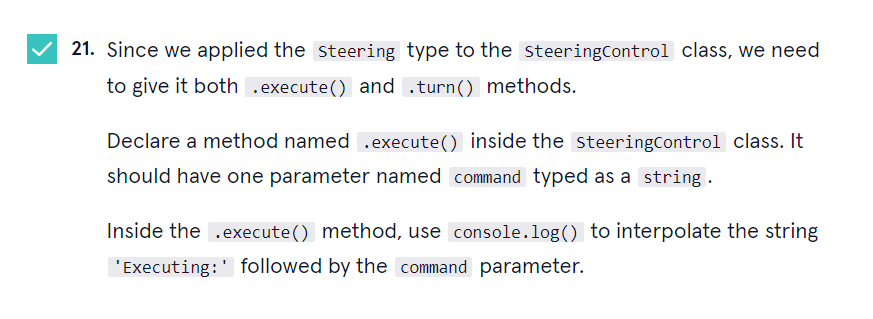 21. Since we applied the Steering type to the SteeringControl class, we need
to give it both .execute() and .turn() methods.
Declare a method named .execute() inside the SteeringControl class. It
should have one parameter named command typed as a string.
Inside the .execute() method, use console.log() to interpolate the string
'Executing:' followed by the command parameter.